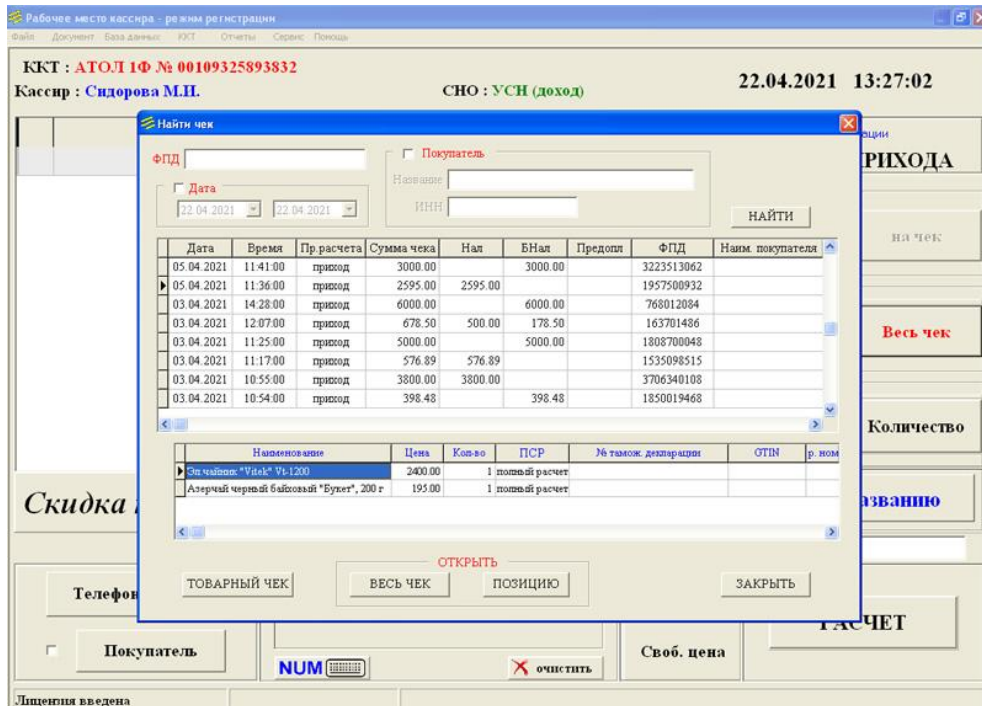 Рабочее место кассира - режим регистрации
Файл Документ База данных ККТ Отчеты Сервис Помощь
ККТ : АТОЛ 1Ф № 00109325893832
Кассир : Сидорова М.П.
СНО : УСН (доход)
22.04.2021 13:27:02
Найти чек
ФПД
Покупатель
Название
ИНН
Дата
22.04.2021 22.04.2021
НАЙТИ
Дата Время Пр.расчета Сумма чека Нал БНал Предопл ФПД Наим. покупателя
05.04.2021 11:41:00 приход 3000.00 3000.00 3223513062
05.04.2021 11:36:00 приход 2595.00 2595.00 1957500932
03.04.2021 14:28:00 приход 6000.00 6000.00 768012084
03.04.2021 12:07:00 приход 678.50 500.00 178.50 163701486
03.04.2021 11:25:00 приход 5000.00 5000.00 1808700048
03.04.2021 11:17:00 приход 576.89 576.89 1535098515
03.04.2021 10:55:00 приход 3800.00 3800.00 3706340108
03.04.2021 10:54:00 приход 398.48 398.48 1850019468
Наименование Цена Кол-во ПСР № тамож. декларации GTIN р. ном
Эл.чайник "Vitek" Vt-1200 2400.00 1 полный расчет
Азерчай черный байховый "Букет", 200 г 195.00 1 полный расчет
ОТКРЫТЬ
ТОВАРНЫЙ ЧЕК ВЕСЬ ЧЕК ПОЗИЦИЮ ЗАКРЫТЬ
ации
РИХОДА
на чек
Весь чек
Количество
Скидка
азванию
Телефон
РАСЧЕТ
Покупатель
NUM
очистить
Своб. цена
Лицензия введена